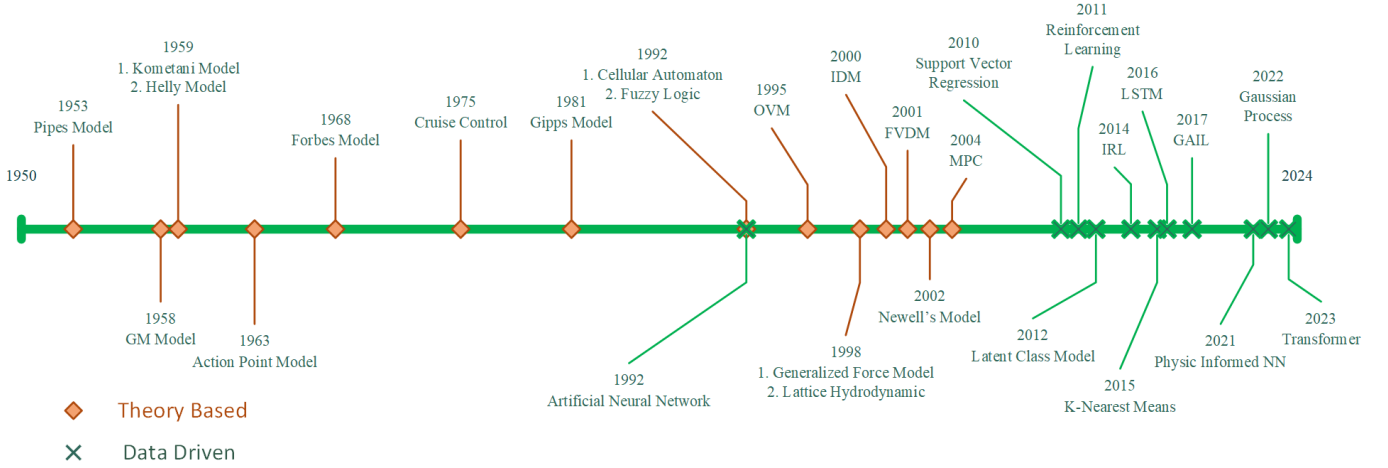 1950
1953
Pipes Model
1958
GM Model
1959
1. Kometani Model
2. Helly Model
1963
Action Point Model
1968
Forbes Model
1975
Cruise Control
1981
Gipps Model
1992
1. Cellular Automaton
2. Fuzzy Logic
1992
Artificial Neural Network
1995
OVM
1998
1. Generalized Force Model
2. Lattice Hydrodynamic
2000
IDM
2001
FVDM
2002
Newell’s Model
2004
MPC
2010
Support Vector
Regression
2011
Reinforcement
Learning
2012
Latent Class Model
2014
IRL
2015
K-Nearest Means
2016
LSTM
2017
GAIL
2021
Physic Informed NN
2022
Gaussian
Process
2023
Transformer
2024
Theory Based
Data Driven